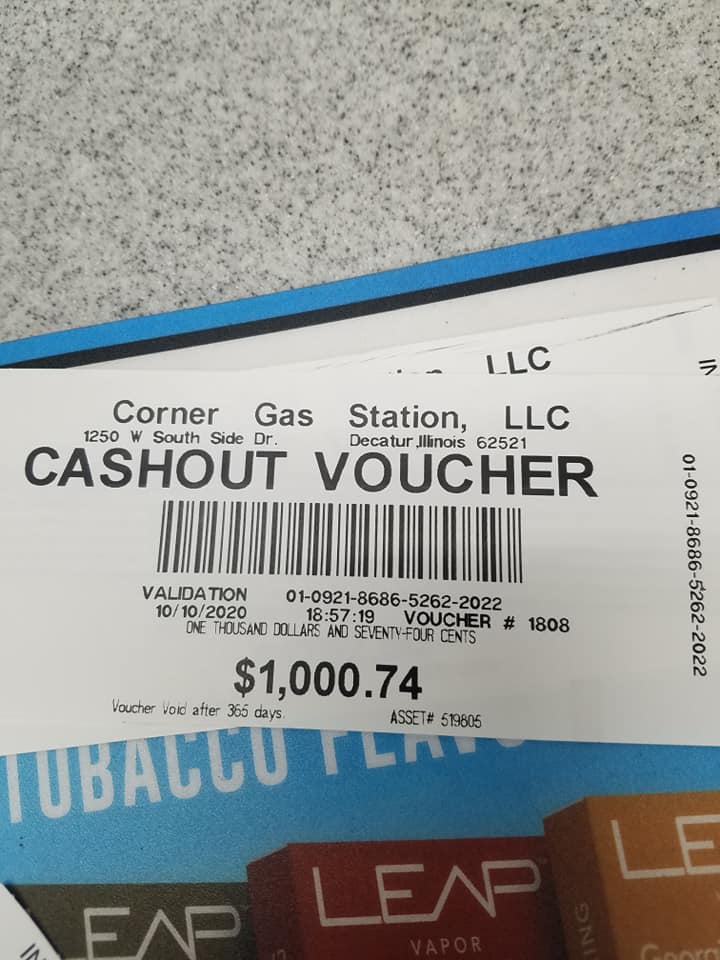 LLC
Corner Gas Station, LLC
1250 W South Side Dr. Decatur,Illinois 62521
CASHOUT VOUCHER
VALIDATION 01-0921-8686-5262-2022
10/10/2020 18:57:19 VOUCHER # 1808
ONE THOUSAND DOLLARS AND SEVENTY-FOUR CENTS
$1,000.74
Voucher Void after 365 days. ASSET# 519805
01-0921-8686-5262-2022
TOBACCO
LEAP
VAPOR
EAP
LE